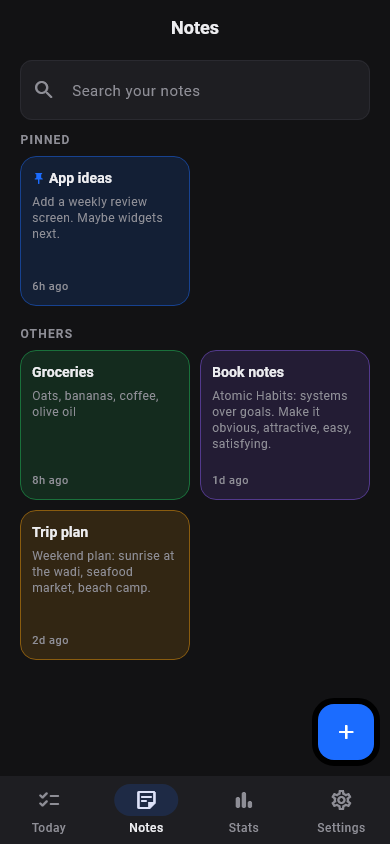 Notes
Search your notes
PINNED
App ideas
Add a weekly review
screen. Maybe widgets
next.
6h ago
OTHERS
Groceries
Oats, bananas, coffee,
olive oil
8h ago
Book notes
Atomic Habits: systems
over goals. Make it
obvious, attractive, easy,
satisfying.
1d ago
Trip plan
Weekend plan: sunrise at
the wadi, seafood
market, beach camp.
2d ago
Today
Notes
Stats
Settings